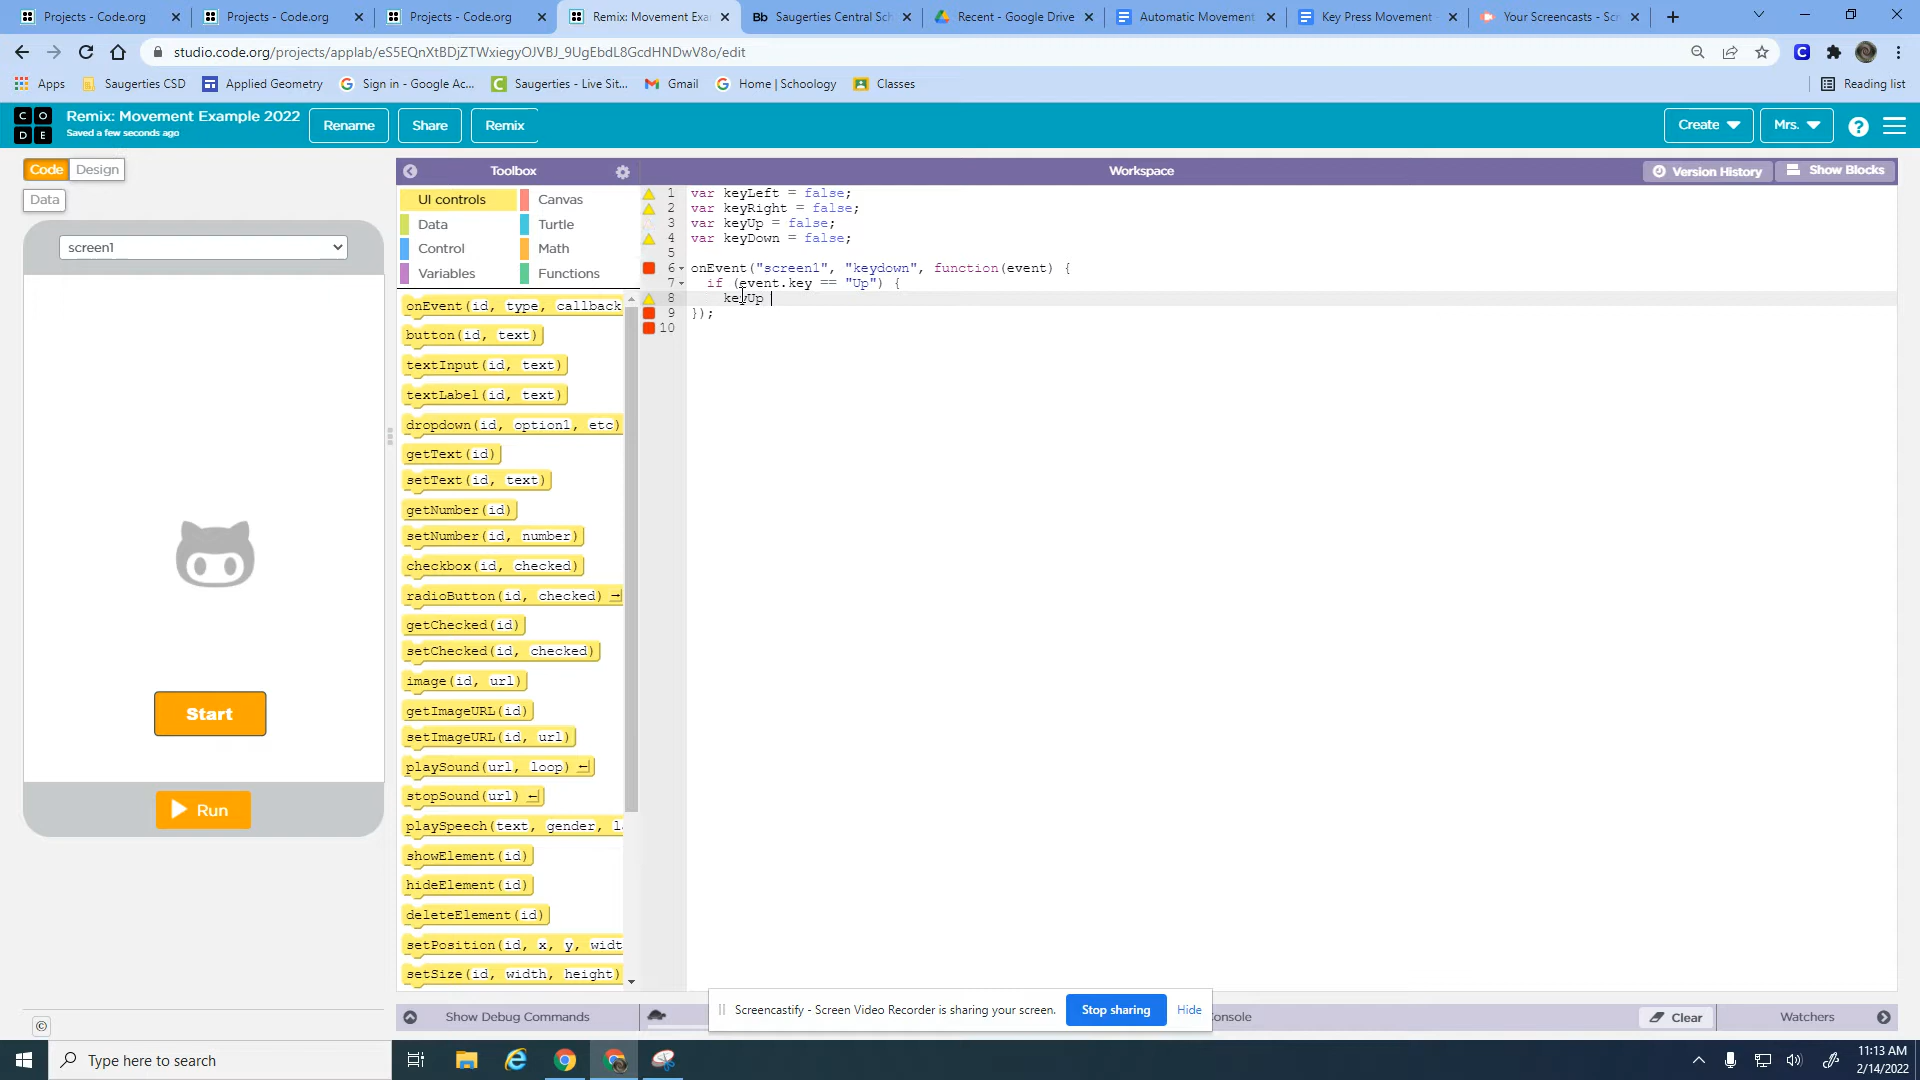 Projects - Code.org
Projects - Code.org
Projects - Code.org
Remix: Movement Exa
Bb Saugerties Central Sch
Recent - Google Drive
Automatic Movement
Key Press Movement -
Your Screencasts - Scr
studio.code.org/projects/applab/eS5EQnXtBDjZTWxiegyOJVBJ_9UgEbdL8GcdHNDwV8o/edit
Apps
Saugerties CSD
Applied Geometry
Sign in - Google Ac...
Saugerties - Live Sit...
Gmail
Home | Schoology
Classes
Reading list
C O
D E
Remix: Movement Example 2022
Saved a few seconds ago
Rename
Share
Remix
Create
Mrs.
?
Code
Design
Data
screen1
Start
Run
©
Toolbox
UI controls
Canvas
Data
Turtle
Control
Math
Variables
Functions
onEvent(id, type, callback
button(id, text)
textInput(id, text)
textLabel(id, text)
dropdown(id, option1, etc)
getText(id)
setText(id, text)
getNumber(id)
setNumber(id, number)
checkbox(id, checked)
radioButton(id, checked)
getChecked(id)
setChecked(id, checked)
image(id, url)
getImageURL(id)
setImageURL(id, url)
playSound(url, loop)
stopSound(url)
playSpeech(text, gender, l
showElement(id)
hideElement(id)
deleteElement(id)
setPosition(id, x, y, widt
setSize(id, width, height)
Workspace
Version History
Show Blocks
1 var keyLeft = false;
2 var keyRight = false;
3 var keyUp = false;
4 var keyDown = false;
5
6 onEvent("screen1", "keydown", function(event) {
7 if (event.key == "Up") {
8 keyUp
9 });
10
Show Debug Commands
Console
Clear
Watchers
Screencastify - Screen Video Recorder is sharing your screen.
Stop sharing
Hide
Type here to search
11:13 AM
2/14/2022